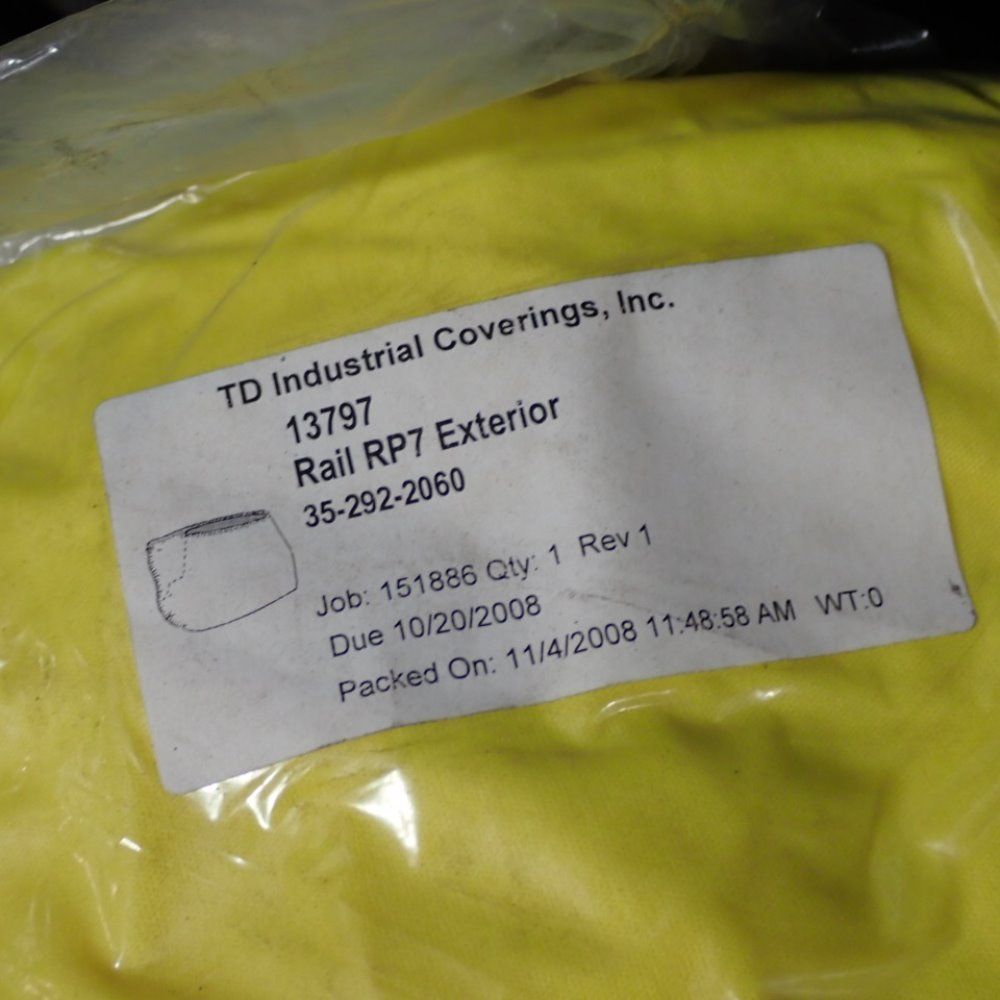 TD Industrial Coverings, Inc.
13797
Rail RP7 Exterior
35-292-2060
Job: 151886 Qty: 1 Rev 1
Due 10/20/2008
Packed On: 11/4/2008 11:48:58 AM WT:0